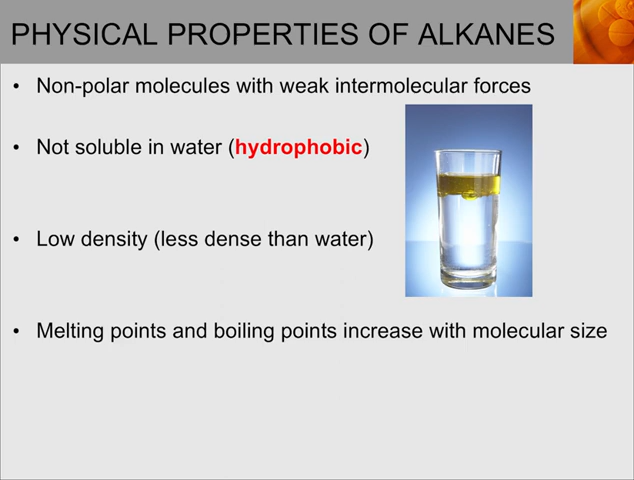 PHYSICAL PROPERTIES OF ALKANES
• Non-polar molecules with weak intermolecular forces
• Not soluble in water (hydrophobic)
• Low density (less dense than water)
• Melting points and boiling points increase with molecular size